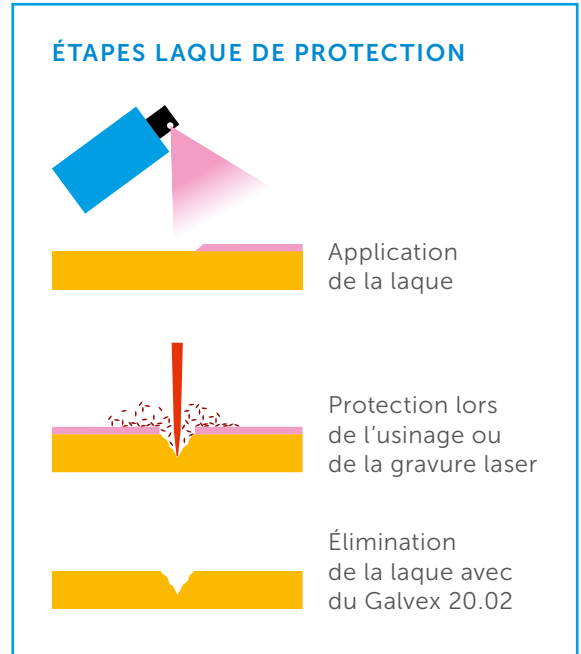 ÉTAPES LAQUE DE PROTECTION
Application
de la laque
Protection lors
de l'usinage ou
de la gravure laser
Élimination
de la laque avec
du Galvex 20.02